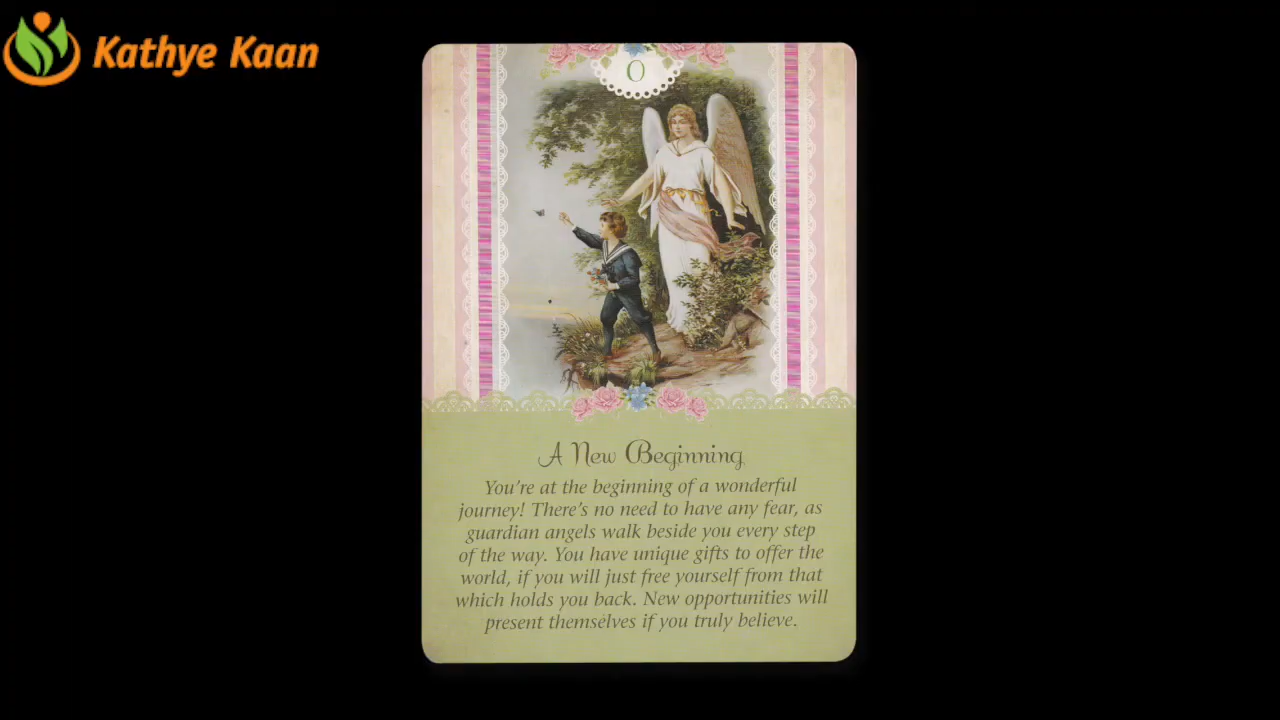 Kathye Kaan
0
A New Beginning
You're at the beginning of a wonderful
journey! There's no need to have any fear, as
guardian angels walk beside you every step
of the way. You have unique gifts to offer the
world, if you will just free yourself from that
which holds you back. New opportunities will
present themselves if you truly believe.